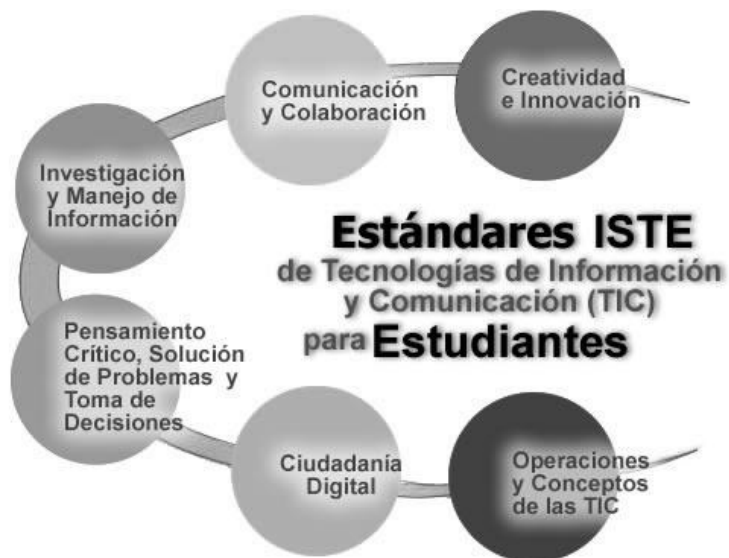 Creatividad
e Innovación
Comunicación
y Colaboración
Investigación
y Manejo de
Información
Estándares ISTE
de Tecnologías de Información
y Comunicación (TIC)
para Estudiantes
Pensamiento
Crítico, Solución
de Problemas y
Toma de
Decisiones
Ciudadanía
Digital
Operaciones
y Conceptos
de las TIC